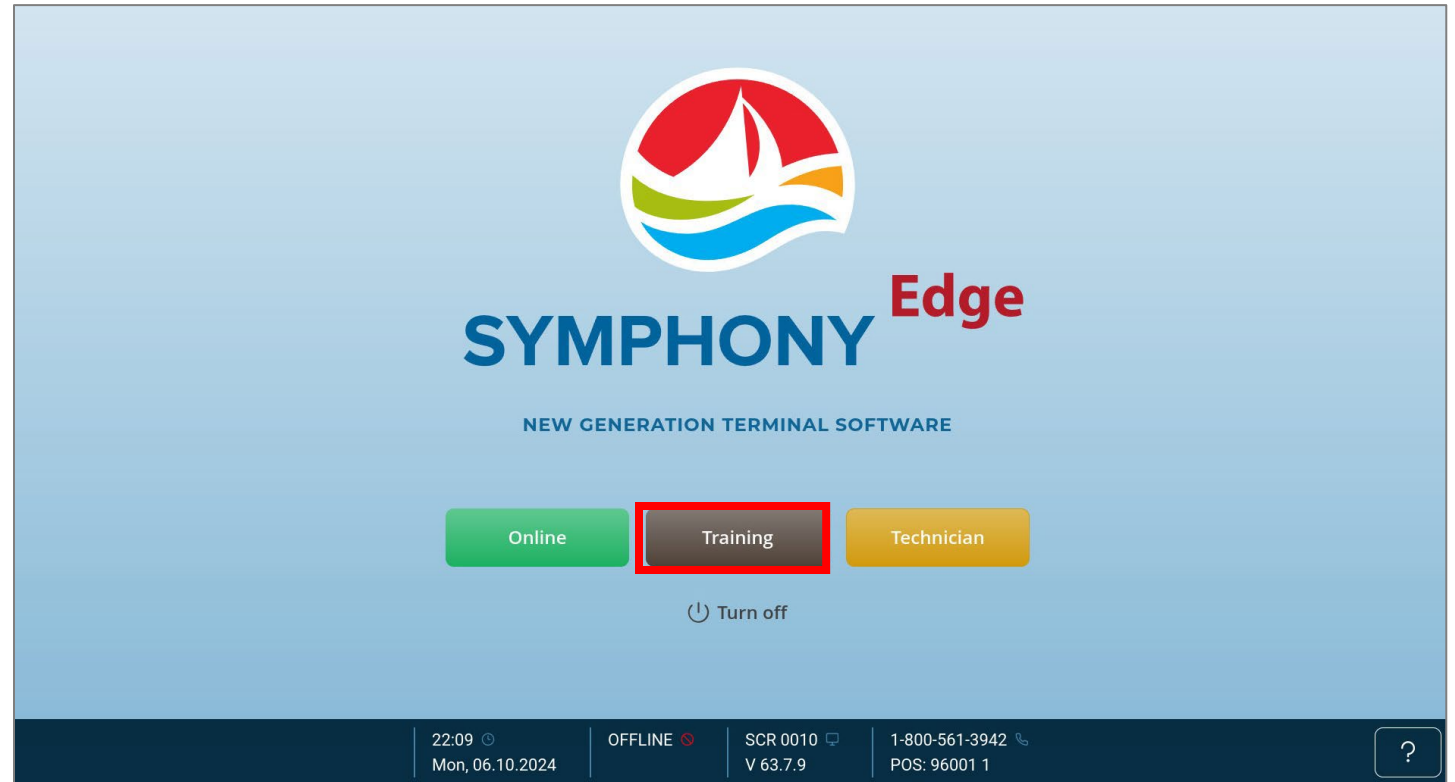 Edge
SYMPHONY
NEW GENERATION TERMINAL SOFTWARE
Online
Training
Technician
Turn off
22:09
Mon, 06.10.2024
OFFLINE
SCR 0010
V 63.7.9
1-800-561-3942
POS: 96001 1
?